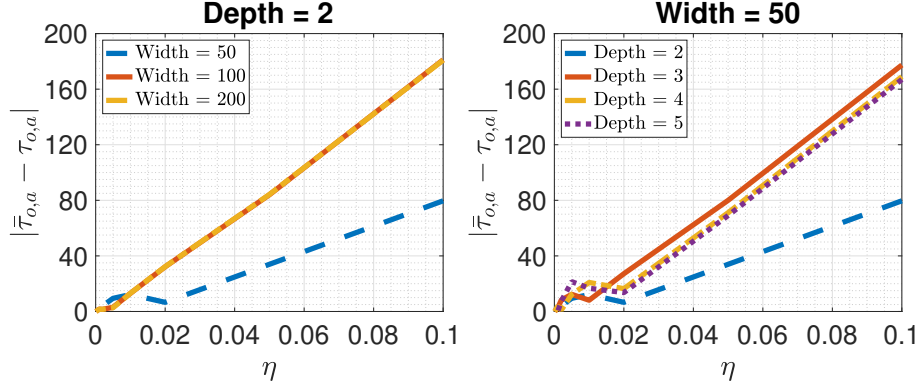 Depth = 2
200
160
120
80
40
0
|τ̄_{o,a} − τ_{o,a}|
Width = 50
Width = 100
Width = 200
0 0.02 0.04 0.06 0.08 0.1
η
Width = 50
200
160
120
80
40
0
|τ̄_{o,a} − τ_{o,a}|
Depth = 2
Depth = 3
Depth = 4
Depth = 5
0 0.02 0.04 0.06 0.08 0.1
η